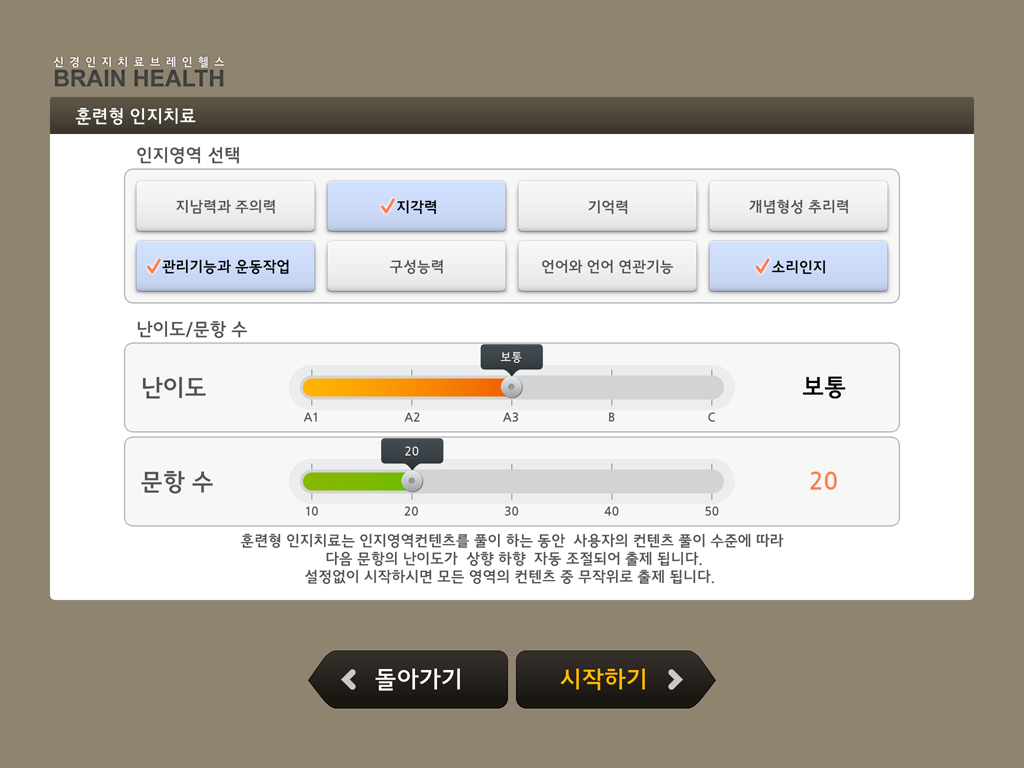 신경인지치료브레인헬스
BRAIN HEALTH
훈련형 인지치료
인지영역 선택
지남력과 주의력
지각력
기억력
개념형성 추리력
관리기능과 운동작업
구성능력
언어와 언어 연관기능
소리인지
난이도/문항 수
보통
난이도
보통
A1 A2 A3 B C
20
문항 수
20
10 20 30 40 50
훈련형 인지치료는 인지영역컨텐츠를 풀이 하는 동안 사용자의 컨텐츠 풀이 수준에 따라
다음 문항의 난이도가 상향 하향 자동 조절되어 출제 됩니다.
설정없이 시작하시면 모든 영역의 컨텐츠 중 무작위로 출제 됩니다.
돌아가기
시작하기